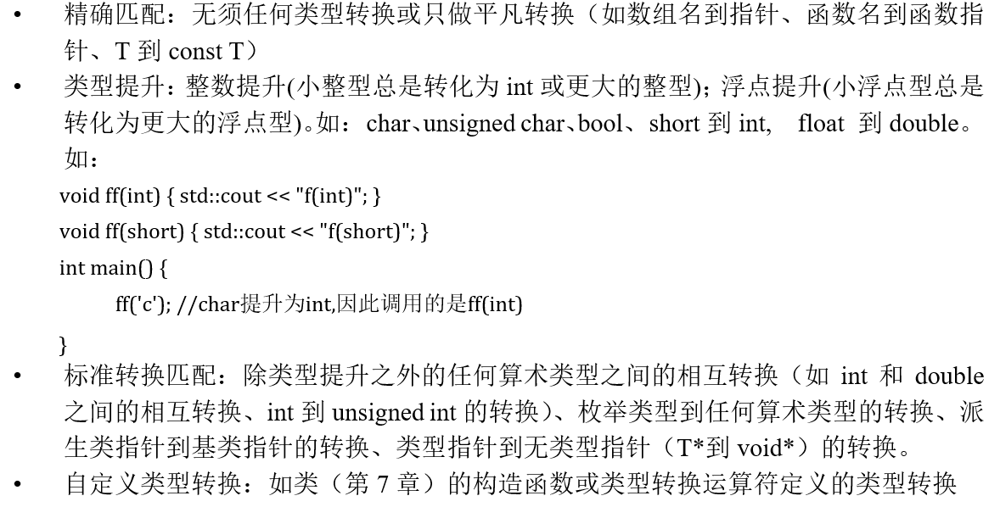 • 精确匹配：无须任何类型转换或只做平凡转换（如数组名到指针、函数名到函数指
针、T 到 const T）
• 类型提升：整数提升(小整型总是转化为 int 或更大的整型)；浮点提升(小浮点型总是
转化为更大的浮点型)。如：char、unsigned char、bool、short 到 int, float 到 double。
如：
void ff(int) { std::cout << "f(int)"; }
void ff(short) { std::cout << "f(short)"; }
int main() {
ff('c'); //char提升为int,因此调用的是ff(int)
}
• 标准转换匹配：除类型提升之外的任何算术类型之间的相互转换（如 int 和 double
之间的相互转换、int 到 unsigned int 的转换）、枚举类型到任何算术类型的转换、派
生类指针到基类指针的转换、类型指针到无类型指针（T*到 void*）的转换。
• 自定义类型转换：如类（第 7 章）的构造函数或类型转换运算符定义的类型转换